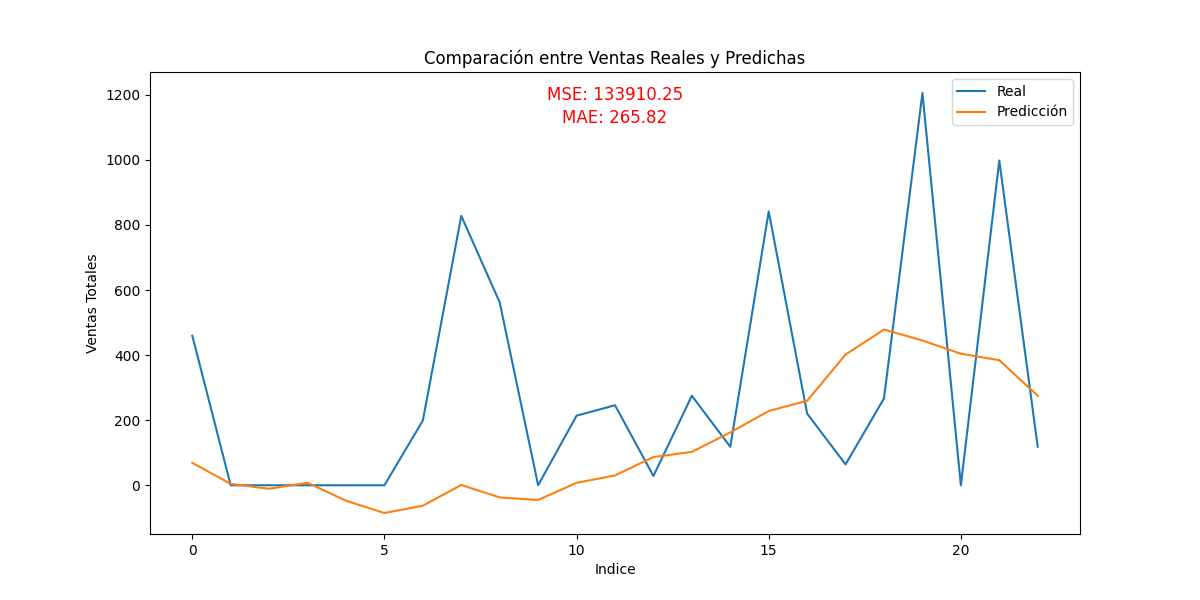 Comparación entre Ventas Reales y Predichas
MSE: 133910.25
MAE: 265.82
Real
Predicción
Ventas Totales
1200
1000
800
600
400
200
0
0 5 10 15 20
Indice